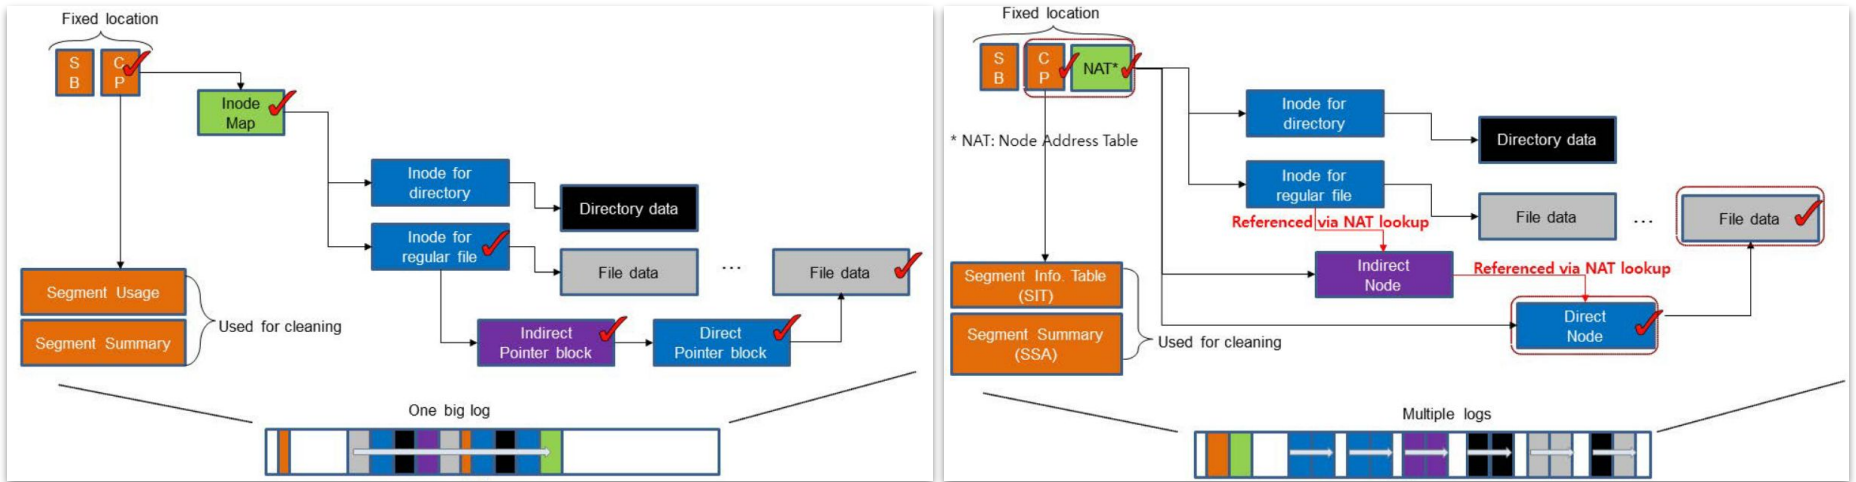 Fixed location
S
B
C
P
Inode
Map
Inode for
directory
Directory data
Inode for
regular file
File data
...
File data
Segment Usage
Segment Summary
Used for cleaning
Indirect
Pointer block
Direct
Pointer block
One big log
Fixed location
S
B
C
P
NAT*
* NAT: Node Address Table
Inode for
directory
Directory data
Inode for
regular file
File data
...
File data
Referenced via NAT lookup
Indirect
Node
Referenced via NAT lookup
Direct
Node
Segment Info. Table
(SIT)
Segment Summary
(SSA)
Used for cleaning
Multiple logs